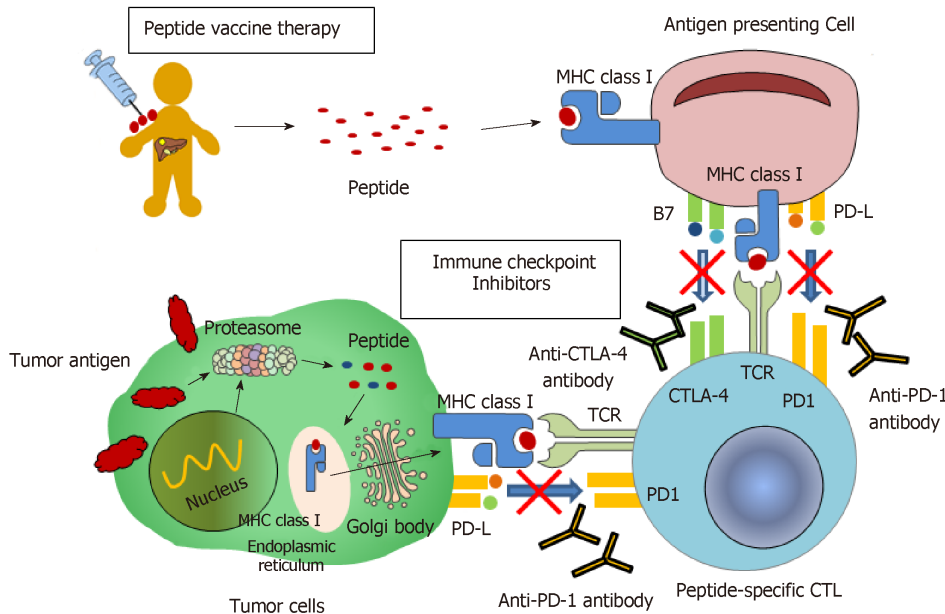 Peptide vaccine therapy
Antigen presenting Cell
MHC class I
Peptide
MHC class I
B7
PD-L
Immune checkpoint
Inhibitors
Proteasome
Peptide
Tumor antigen
Anti-CTLA-4
antibody
TCR
CTLA-4
PD1
Anti-PD-1
antibody
MHC class I
TCR
Nucleus
PD1
MHC class I
Golgi body
PD-L
Endoplasmic
reticulum
Tumor cells
Anti-PD-1 antibody
Peptide-specific CTL